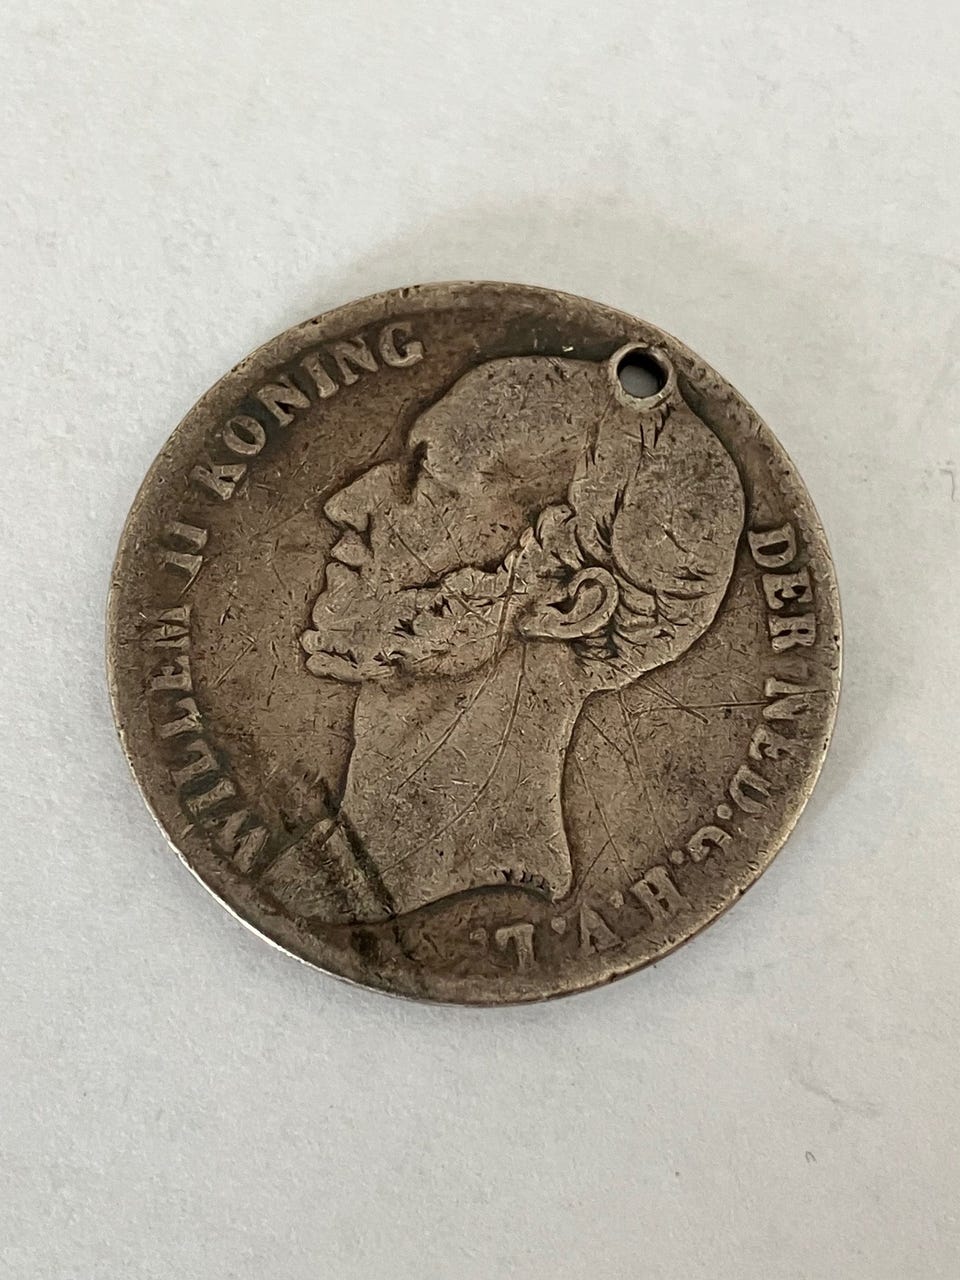 WILLEM II KONING
DER NED. G. H. V. L.